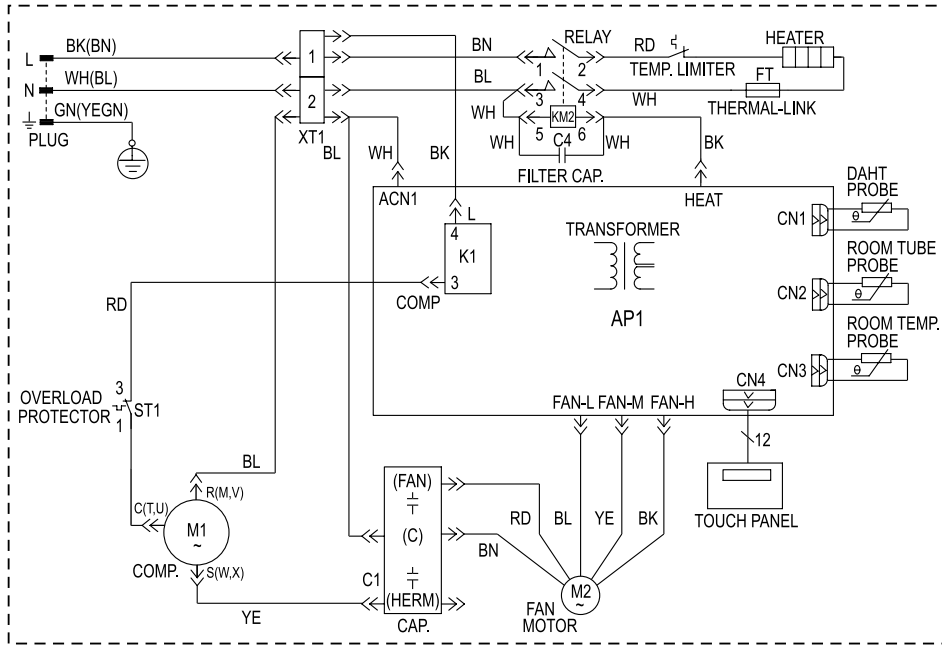 L
BK(BN)
N
WH(BL)
GN(YEGN)
PLUG
1
2
XT1
BN
BL
WH
RELAY
1
2
3
4
KM2
5
6
C4
WH
WH
FILTER CAP.
RD
TEMP. LIMITER
HEATER
WH
FT
THERMAL-LINK
BK
BL
WH
BK
ACN1
HEAT
L
4
K1
3
COMP
TRANSFORMER
AP1
DAHT
PROBE
CN1
θ
ROOM TUBE
PROBE
CN2
θ
ROOM TEMP.
PROBE
CN3
θ
RD
OVERLOAD
PROTECTOR
3
1
ST1
BL
R(M,V)
C(T,U)
M1
~
COMP.
S(W,X)
YE
C1
(FAN)
(C)
(HERM)
CAP.
FAN-L
FAN-M
FAN-H
CN4
12
TOUCH PANEL
RD
BL
YE
BK
BN
M2
~
FAN
MOTOR